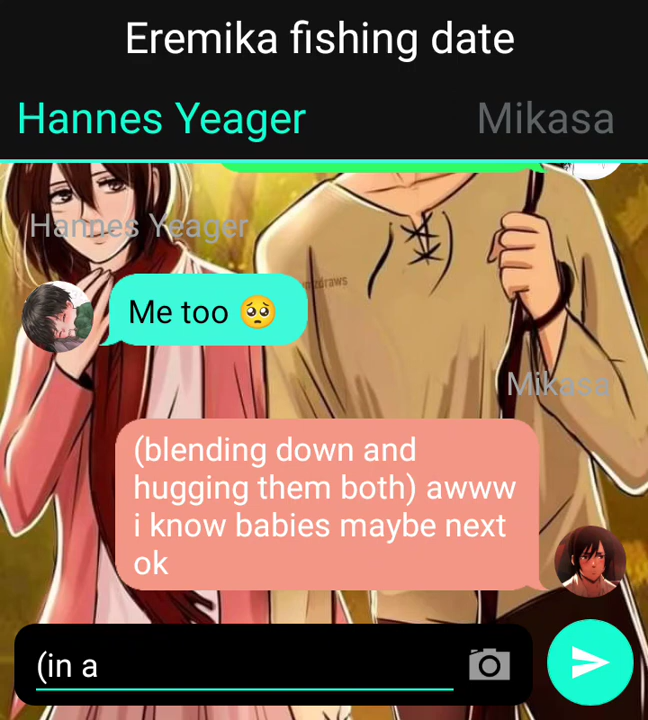 Eremika fishing date
Hannes Yeager
Mikasa
Hannes Yeager
Me too 🥺
Mikasa
(blending down and
hugging them both) awww
i know babies maybe next
ok
(in a